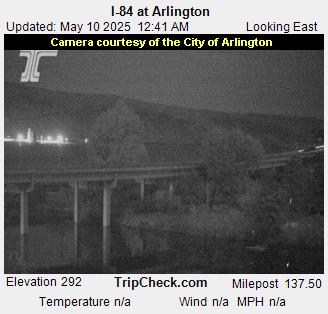 I-84 at Arlington
Updated: May 10 2025 12:41 AM Looking East
Camera courtesy of the City of Arlington
Elevation 292 TripCheck.com Milepost 137.50
Temperature n/a Wind n/a MPH n/a